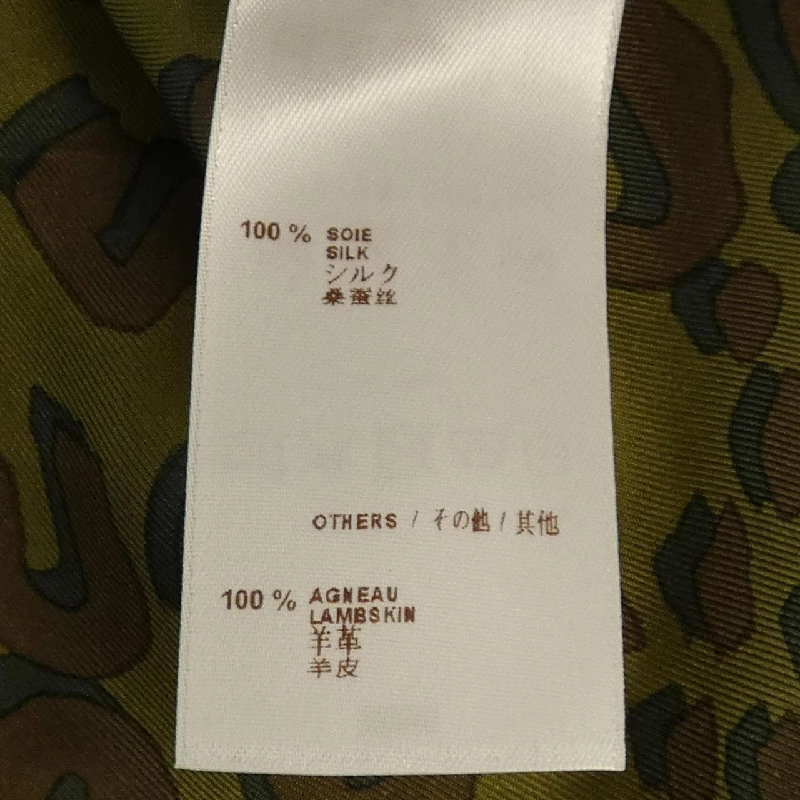 100 % SOIE
SILK
シルク
桑蚕丝
OTHERS / その他 / 其他
100 % AGNEAU
LAMBSKIN
羊革
羊皮